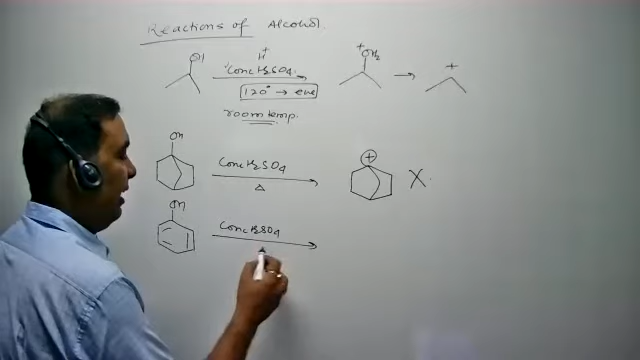 Reactions of Alcohol.
OH H⁺ ⁺OH₂
Conc H₂SO₄ +
120° → ene
room temp.
OH
Conc H₂SO₄ + X
Δ
OH
Conc H₂SO₄